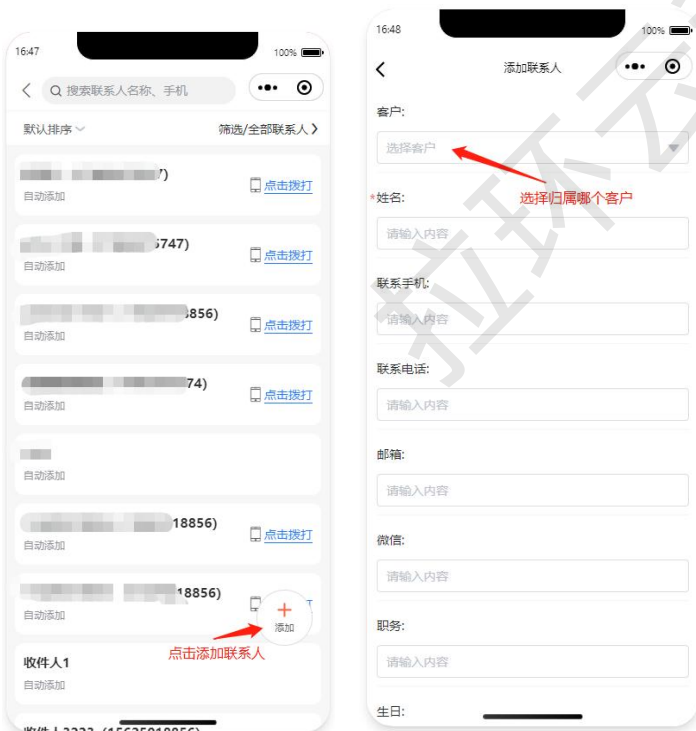 16:47
100%
搜索联系人名称、手机
默认排序
筛选/全部联系人
7)
自动添加
点击拨打
5747)
自动添加
点击拨打
8856)
自动添加
点击拨打
74)
自动添加
点击拨打
自动添加
18856)
自动添加
点击拨打
18856)
自动添加
添加
点击添加联系人
收件人1
自动添加
16:48
100%
添加联系人
客户:
选择客户
选择归属哪个客户
*姓名:
请输入内容
联系手机:
请输入内容
联系电话:
请输入内容
邮箱:
请输入内容
微信:
请输入内容
职务:
请输入内容
生日:
拉环云